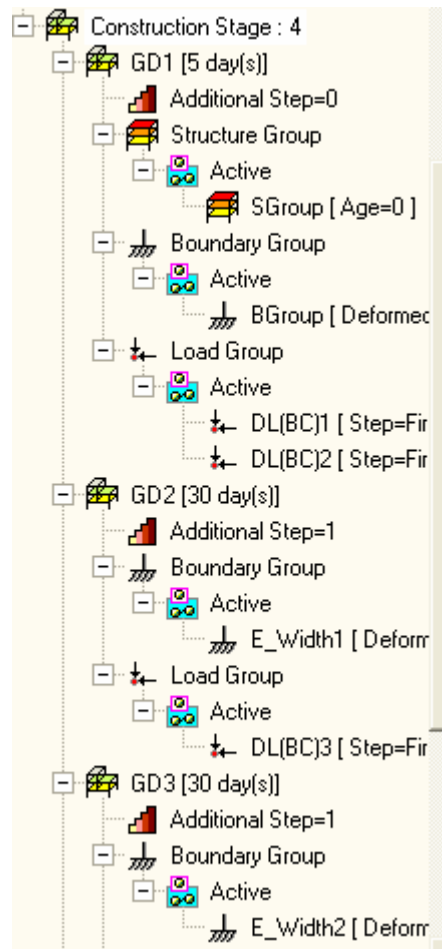 Construction Stage : 4
GD1 [5 day(s)]
Additional Step=0
Structure Group
Active
SGroup [ Age=0 ]
Boundary Group
Active
BGroup [ Deformed
Load Group
Active
DL(BC)1 [ Step=Fir
DL(BC)2 [ Step=Fir
GD2 [30 day(s)]
Additional Step=1
Boundary Group
Active
E_Width1 [ Deform
Load Group
Active
DL(BC)3 [ Step=Fir
GD3 [30 day(s)]
Additional Step=1
Boundary Group
Active
E_Width2 [ Deform